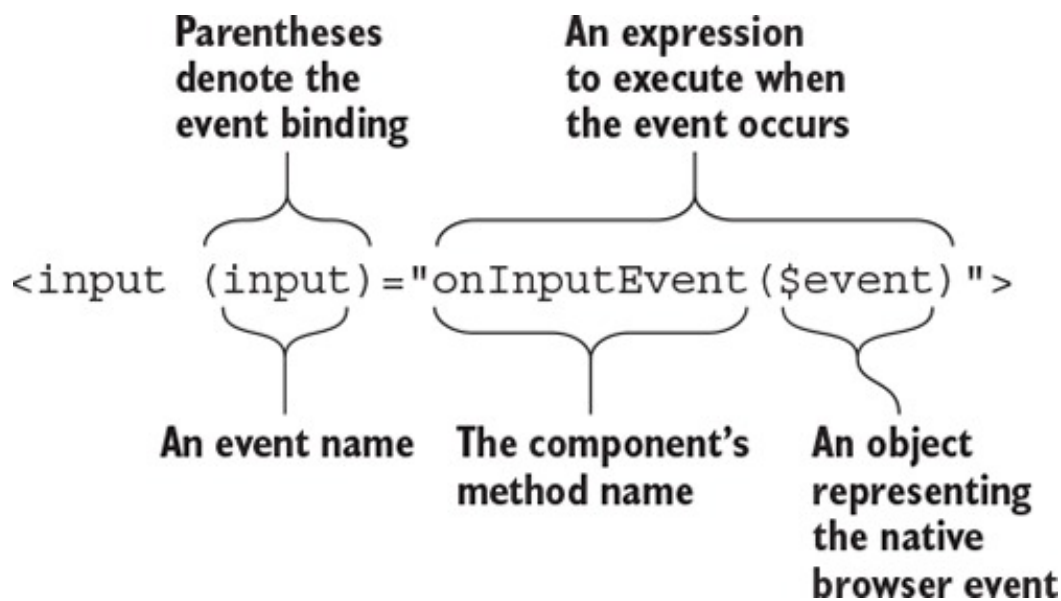 Parentheses
denote the
event binding
An expression
to execute when
the event occurs
<input (input)="onInputEvent($event)">
An event name
The component's
method name
An object
representing
the native
browser event